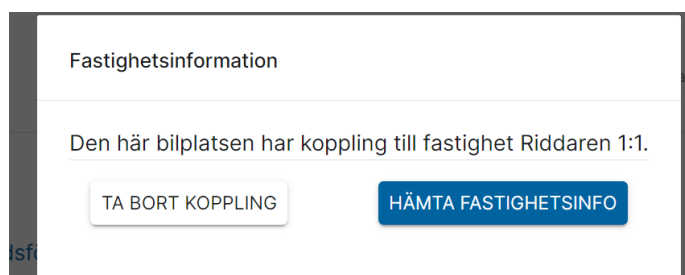 Fastighetsinformation
Den här bilplatsen har koppling till fastighet Riddaren 1:1.
TA BORT KOPPLING
HÄMTA FASTIGHETSINFO